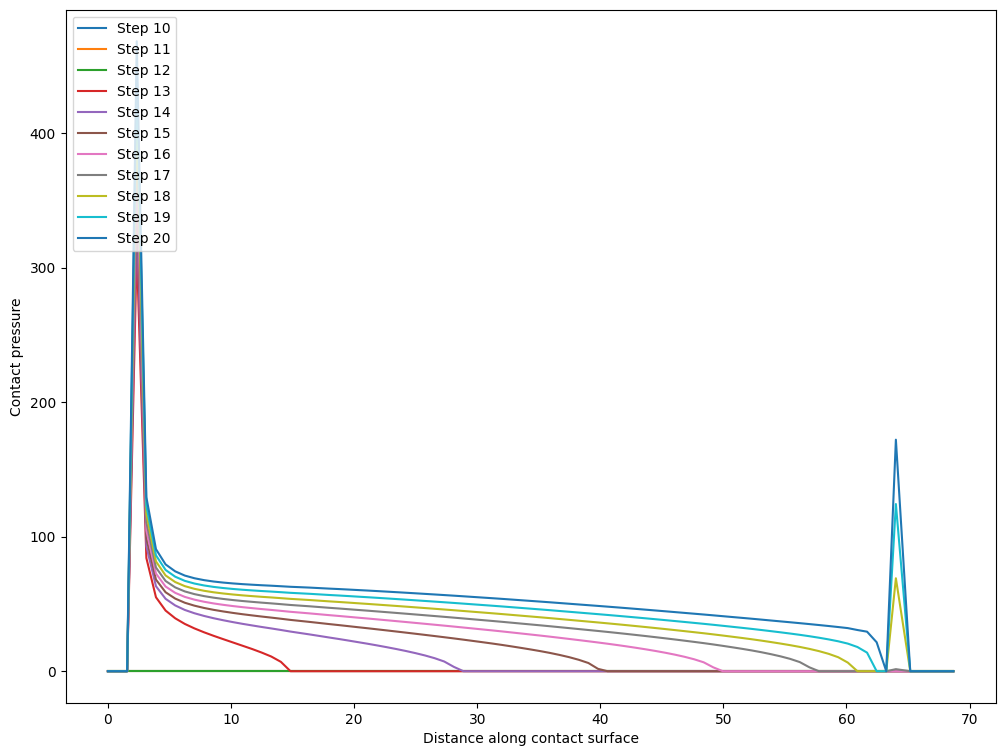 Step 10
Step 11
Step 12
Step 13
Step 14
Step 15
Step 16
Step 17
Step 18
Step 19
Step 20
400
300
200
100
0
Contact pressure
0 10 20 30 40 50 60 70
Distance along contact surface